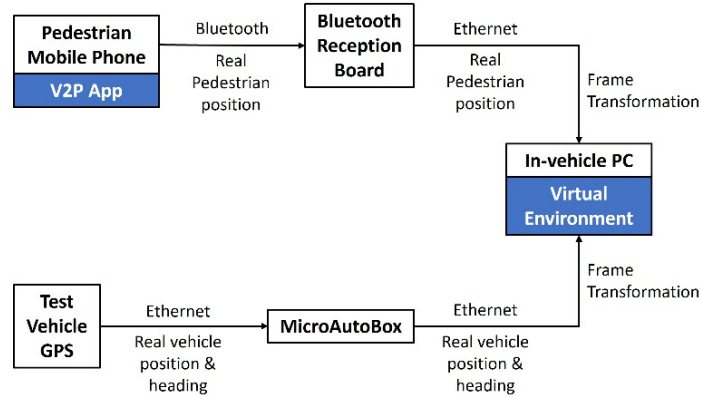 Pedestrian
Mobile Phone
V2P App
Bluetooth
Real
Pedestrian
position
Bluetooth
Reception
Board
Ethernet
Real
Pedestrian
position
Frame
Transformation
In-vehicle PC
Virtual
Environment
Frame
Transformation
Test
Vehicle
GPS
Ethernet
Real vehicle
position &
heading
MicroAutoBox
Ethernet
Real vehicle
position &
heading